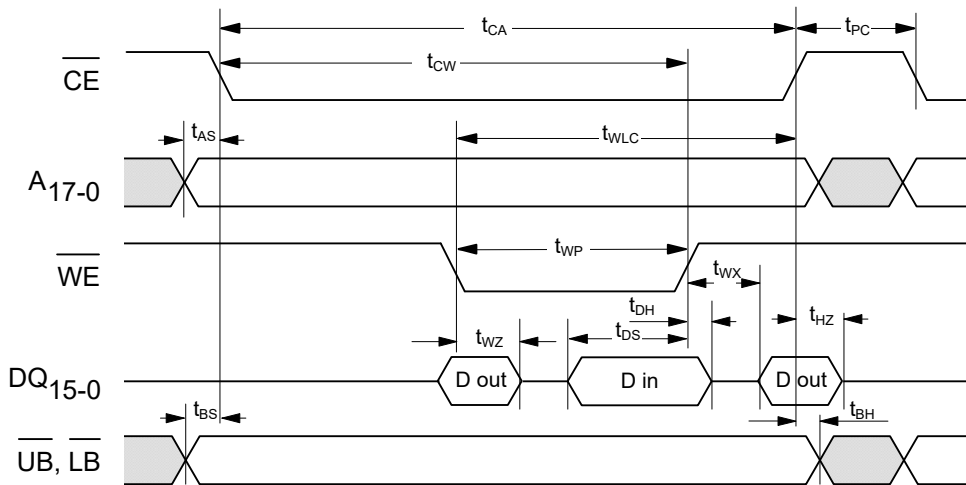 tCA
tPC
CE
tCW
tAS
tWLC
A17-0
tWP
WE
tWX
tDH
tHZ
tWZ
tDS
DQ15-0
D out
D in
D out
tBS
tBH
UB, LB